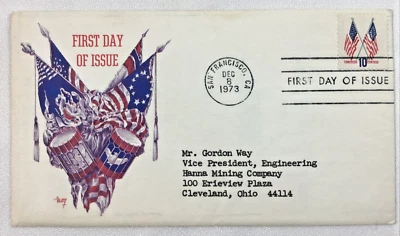 FIRST DAY
OF ISSUE
SAN FRANCISCO, CA
DEC
8
1973
FIRST DAY OF ISSUE
10
Mr. Gordon Way
Vice President, Engineering
Hanna Mining Company
100 Erieview Plaza
Cleveland, Ohio 44114